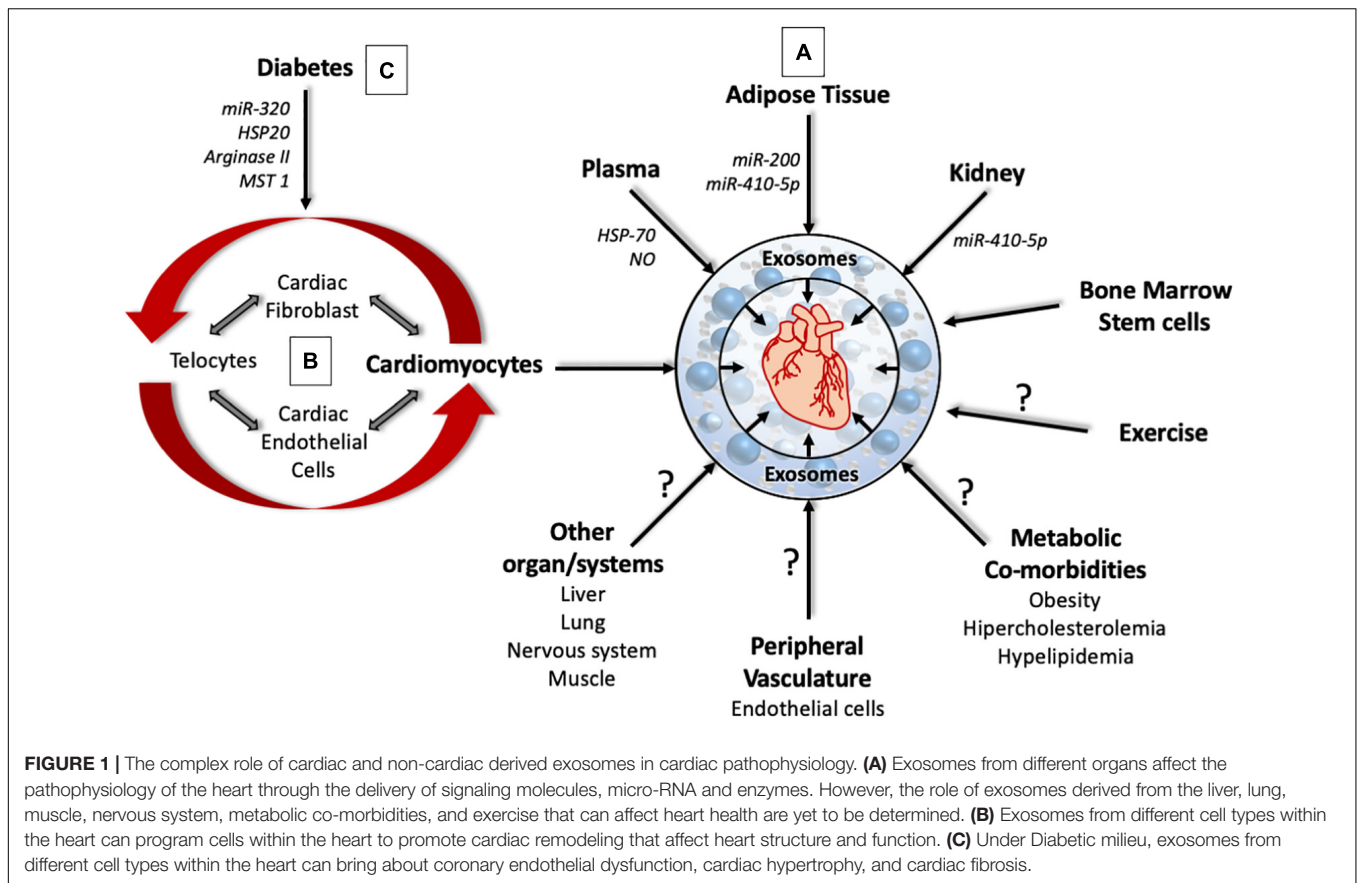 Diabetes
C
miR-320
HSP20
Arginase II
MST 1
Cardiac
Fibroblast
Telocytes
B
Cardiomyocytes
Cardiac
Endothelial
Cells
A
Adipose Tissue
miR-200
miR-410-5p
Plasma
HSP-70
NO
Kidney
miR-410-5p
Exosomes
Bone Marrow
Stem cells
?
Exercise
Exosomes
?
Other
organ/systems
Liver
Lung
Nervous system
Muscle
?
Peripheral
Vasculature
Endothelial cells
?
Metabolic
Co-morbidities
Obesity
Hipercholesterolemia
Hypelipidemia
FIGURE 1 | The complex role of cardiac and non-cardiac derived exosomes in cardiac pathophysiology. (A) Exosomes from different organs affect the
pathophysiology of the heart through the delivery of signaling molecules, micro-RNA and enzymes. However, the role of exosomes derived from the liver, lung,
muscle, nervous system, metabolic co-morbidities, and exercise that can affect heart health are yet to be determined. (B) Exosomes from different cell types within
the heart can program cells within the heart to promote cardiac remodeling that affect heart structure and function. (C) Under Diabetic milieu, exosomes from
different cell types within the heart can bring about coronary endothelial dysfunction, cardiac hypertrophy, and cardiac fibrosis.